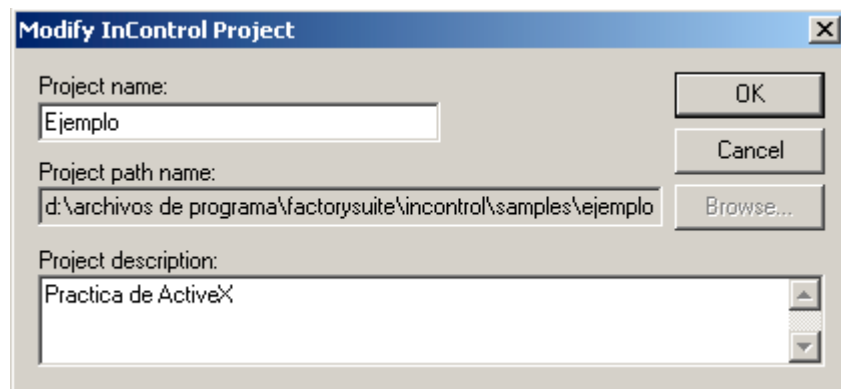 Modify InControl Project
Project name:
OK
Ejemplo
Cancel
Project path name:
d:\archivos de programa\factorysuite\incontrol\samples\ejemplo
Browse...
Project description:
Practica de ActiveX